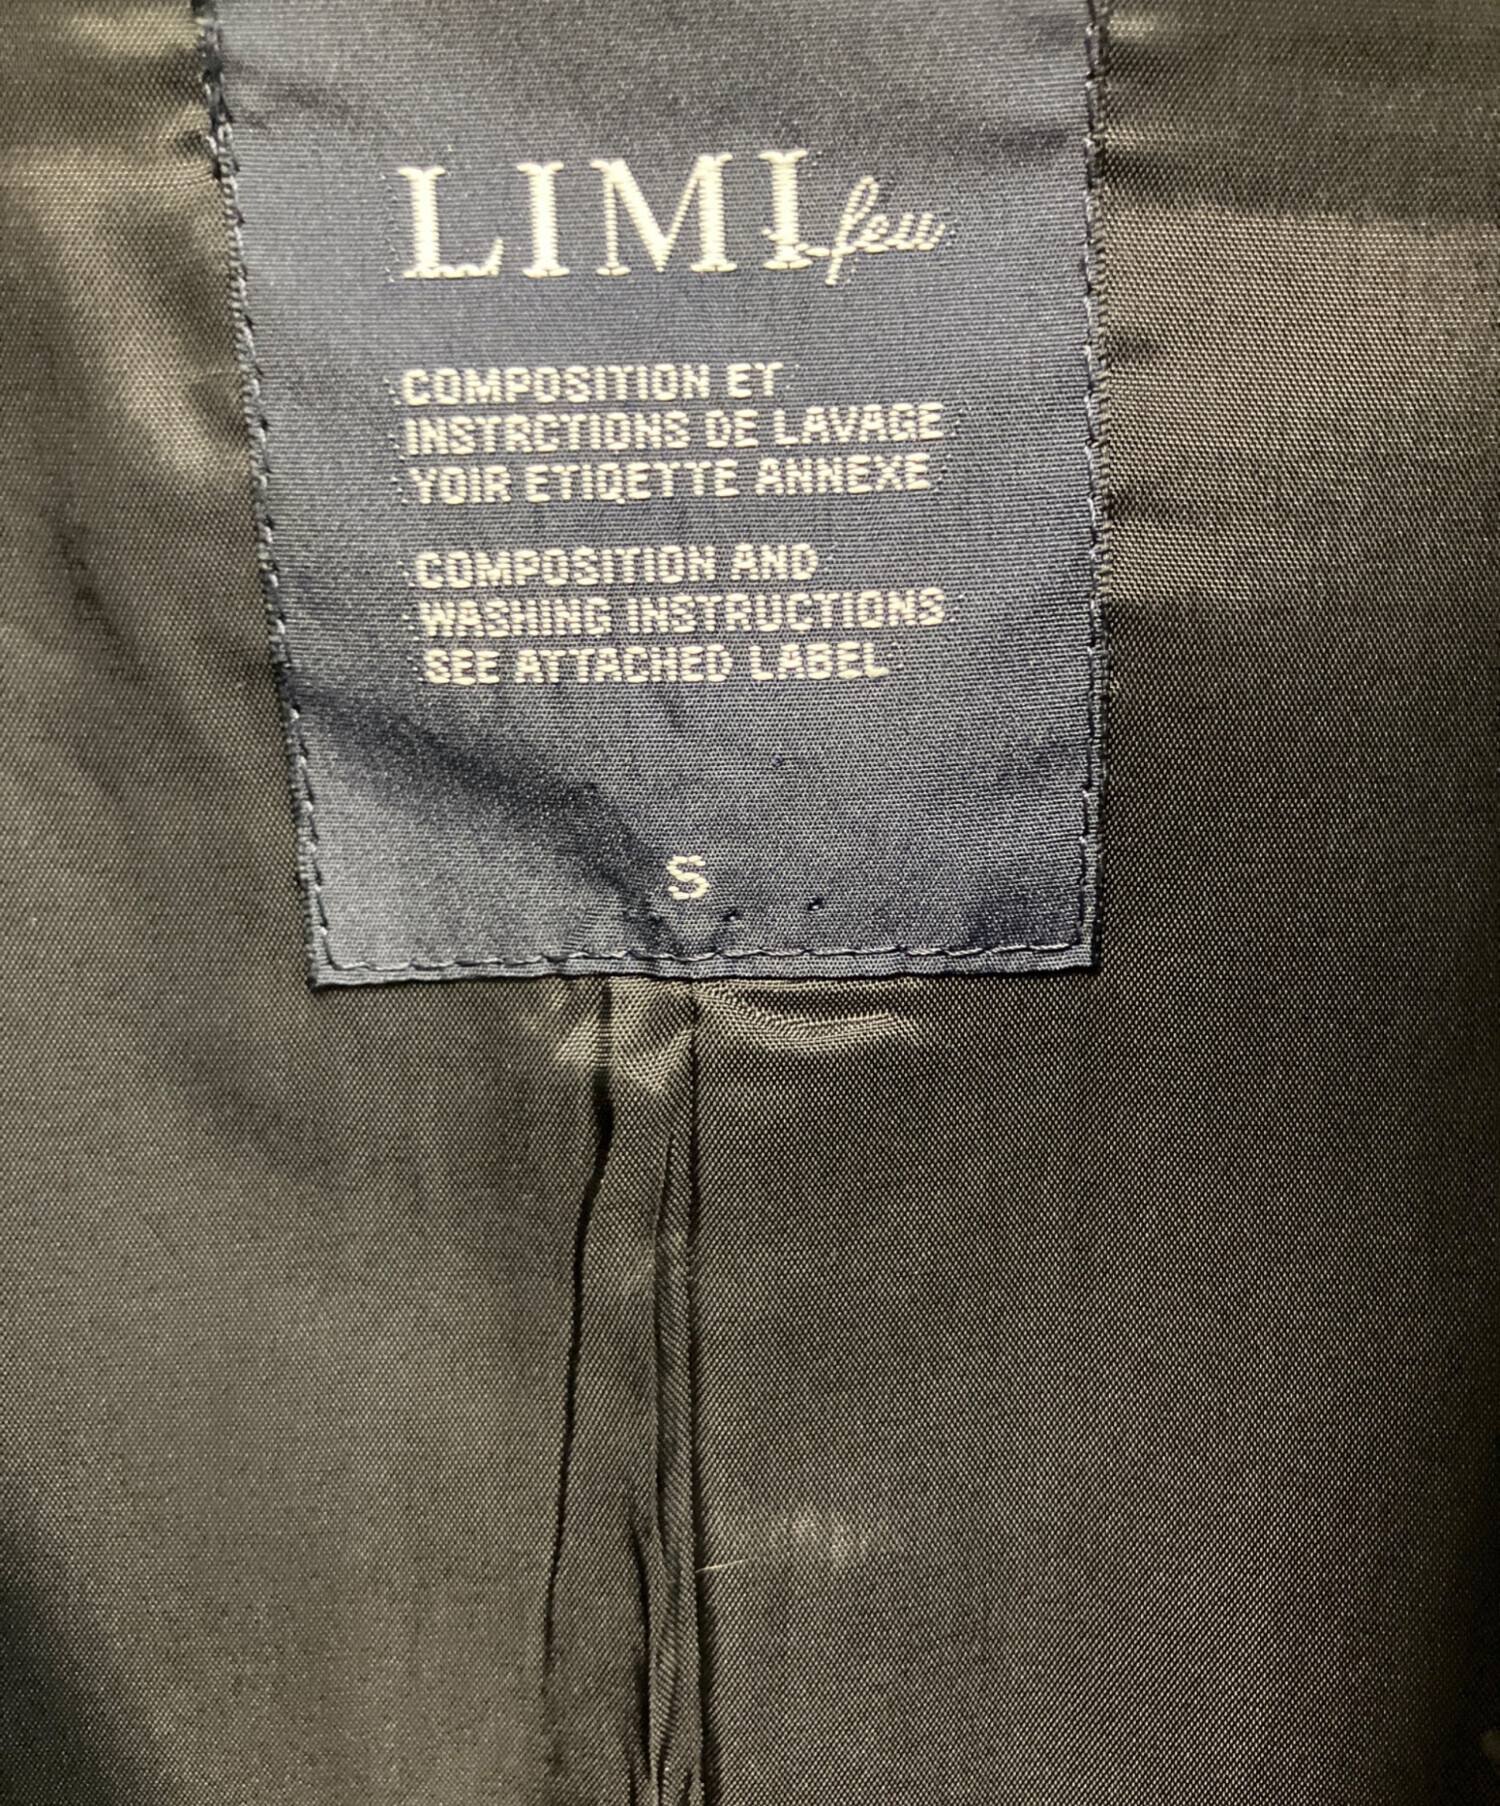 LIMI feu
COMPOSITION ET
INSTRCTIONS DE LAVAGE
YOIR ETIQETTE ANNEXE
COMPOSITION AND
WASHING INSTRUCTIONS
SEE ATTACHED LABEL
S